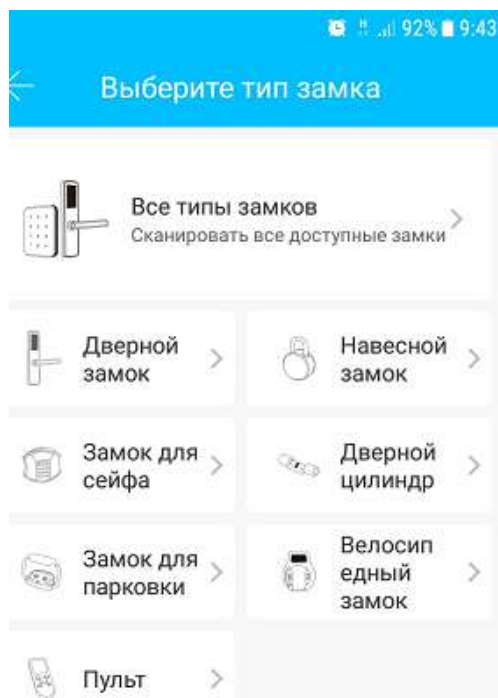 92% 9:43
Выберите тип замка
Все типы замков
Сканировать все доступные замки
Дверной
замок
Навесной
замок
Замок для
сейфа
Дверной
цилиндр
Замок для
парковки
Велосип
едный
замок
Пульт